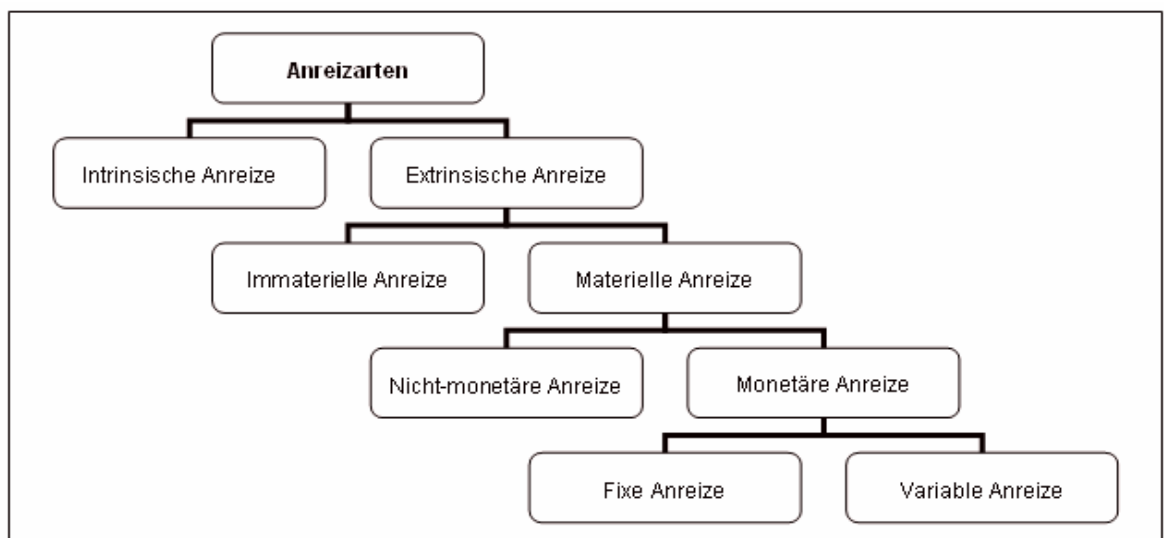 Anreizarten
Intrinsische Anreize
Extrinsische Anreize
Immaterielle Anreize
Materielle Anreize
Nicht-monetäre Anreize
Monetäre Anreize
Fixe Anreize
Variable Anreize